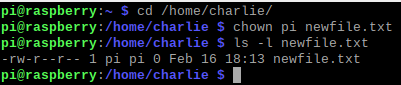 pi@raspberry:~ $ cd /home/charlie/
pi@raspberry:/home/charlie $ chown pi newfile.txt
pi@raspberry:/home/charlie $ ls -l newfile.txt
-rw-r--r-- 1 pi pi 0 Feb 16 18:13 newfile.txt
pi@raspberry:/home/charlie $